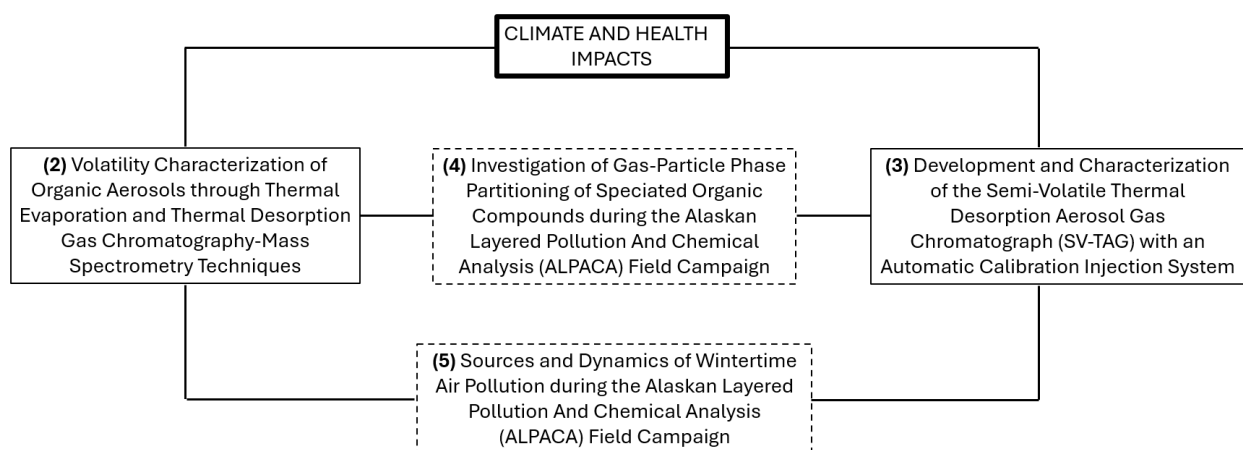 CLIMATE AND HEALTH
IMPACTS
(2) Volatility Characterization of
Organic Aerosols through Thermal
Evaporation and Thermal Desorption
Gas Chromatography-Mass
Spectrometry Techniques
(4) Investigation of Gas-Particle Phase
Partitioning of Speciated Organic
Compounds during the Alaskan
Layered Pollution And Chemical
Analysis (ALPACA) Field Campaign
(3) Development and Characterization
of the Semi-Volatile Thermal
Desorption Aerosol Gas
Chromatograph (SV-TAG) with an
Automatic Calibration Injection System
(5) Sources and Dynamics of Wintertime
Air Pollution during the Alaskan Layered
Pollution And Chemical Analysis
(ALPACA) Field Campaign